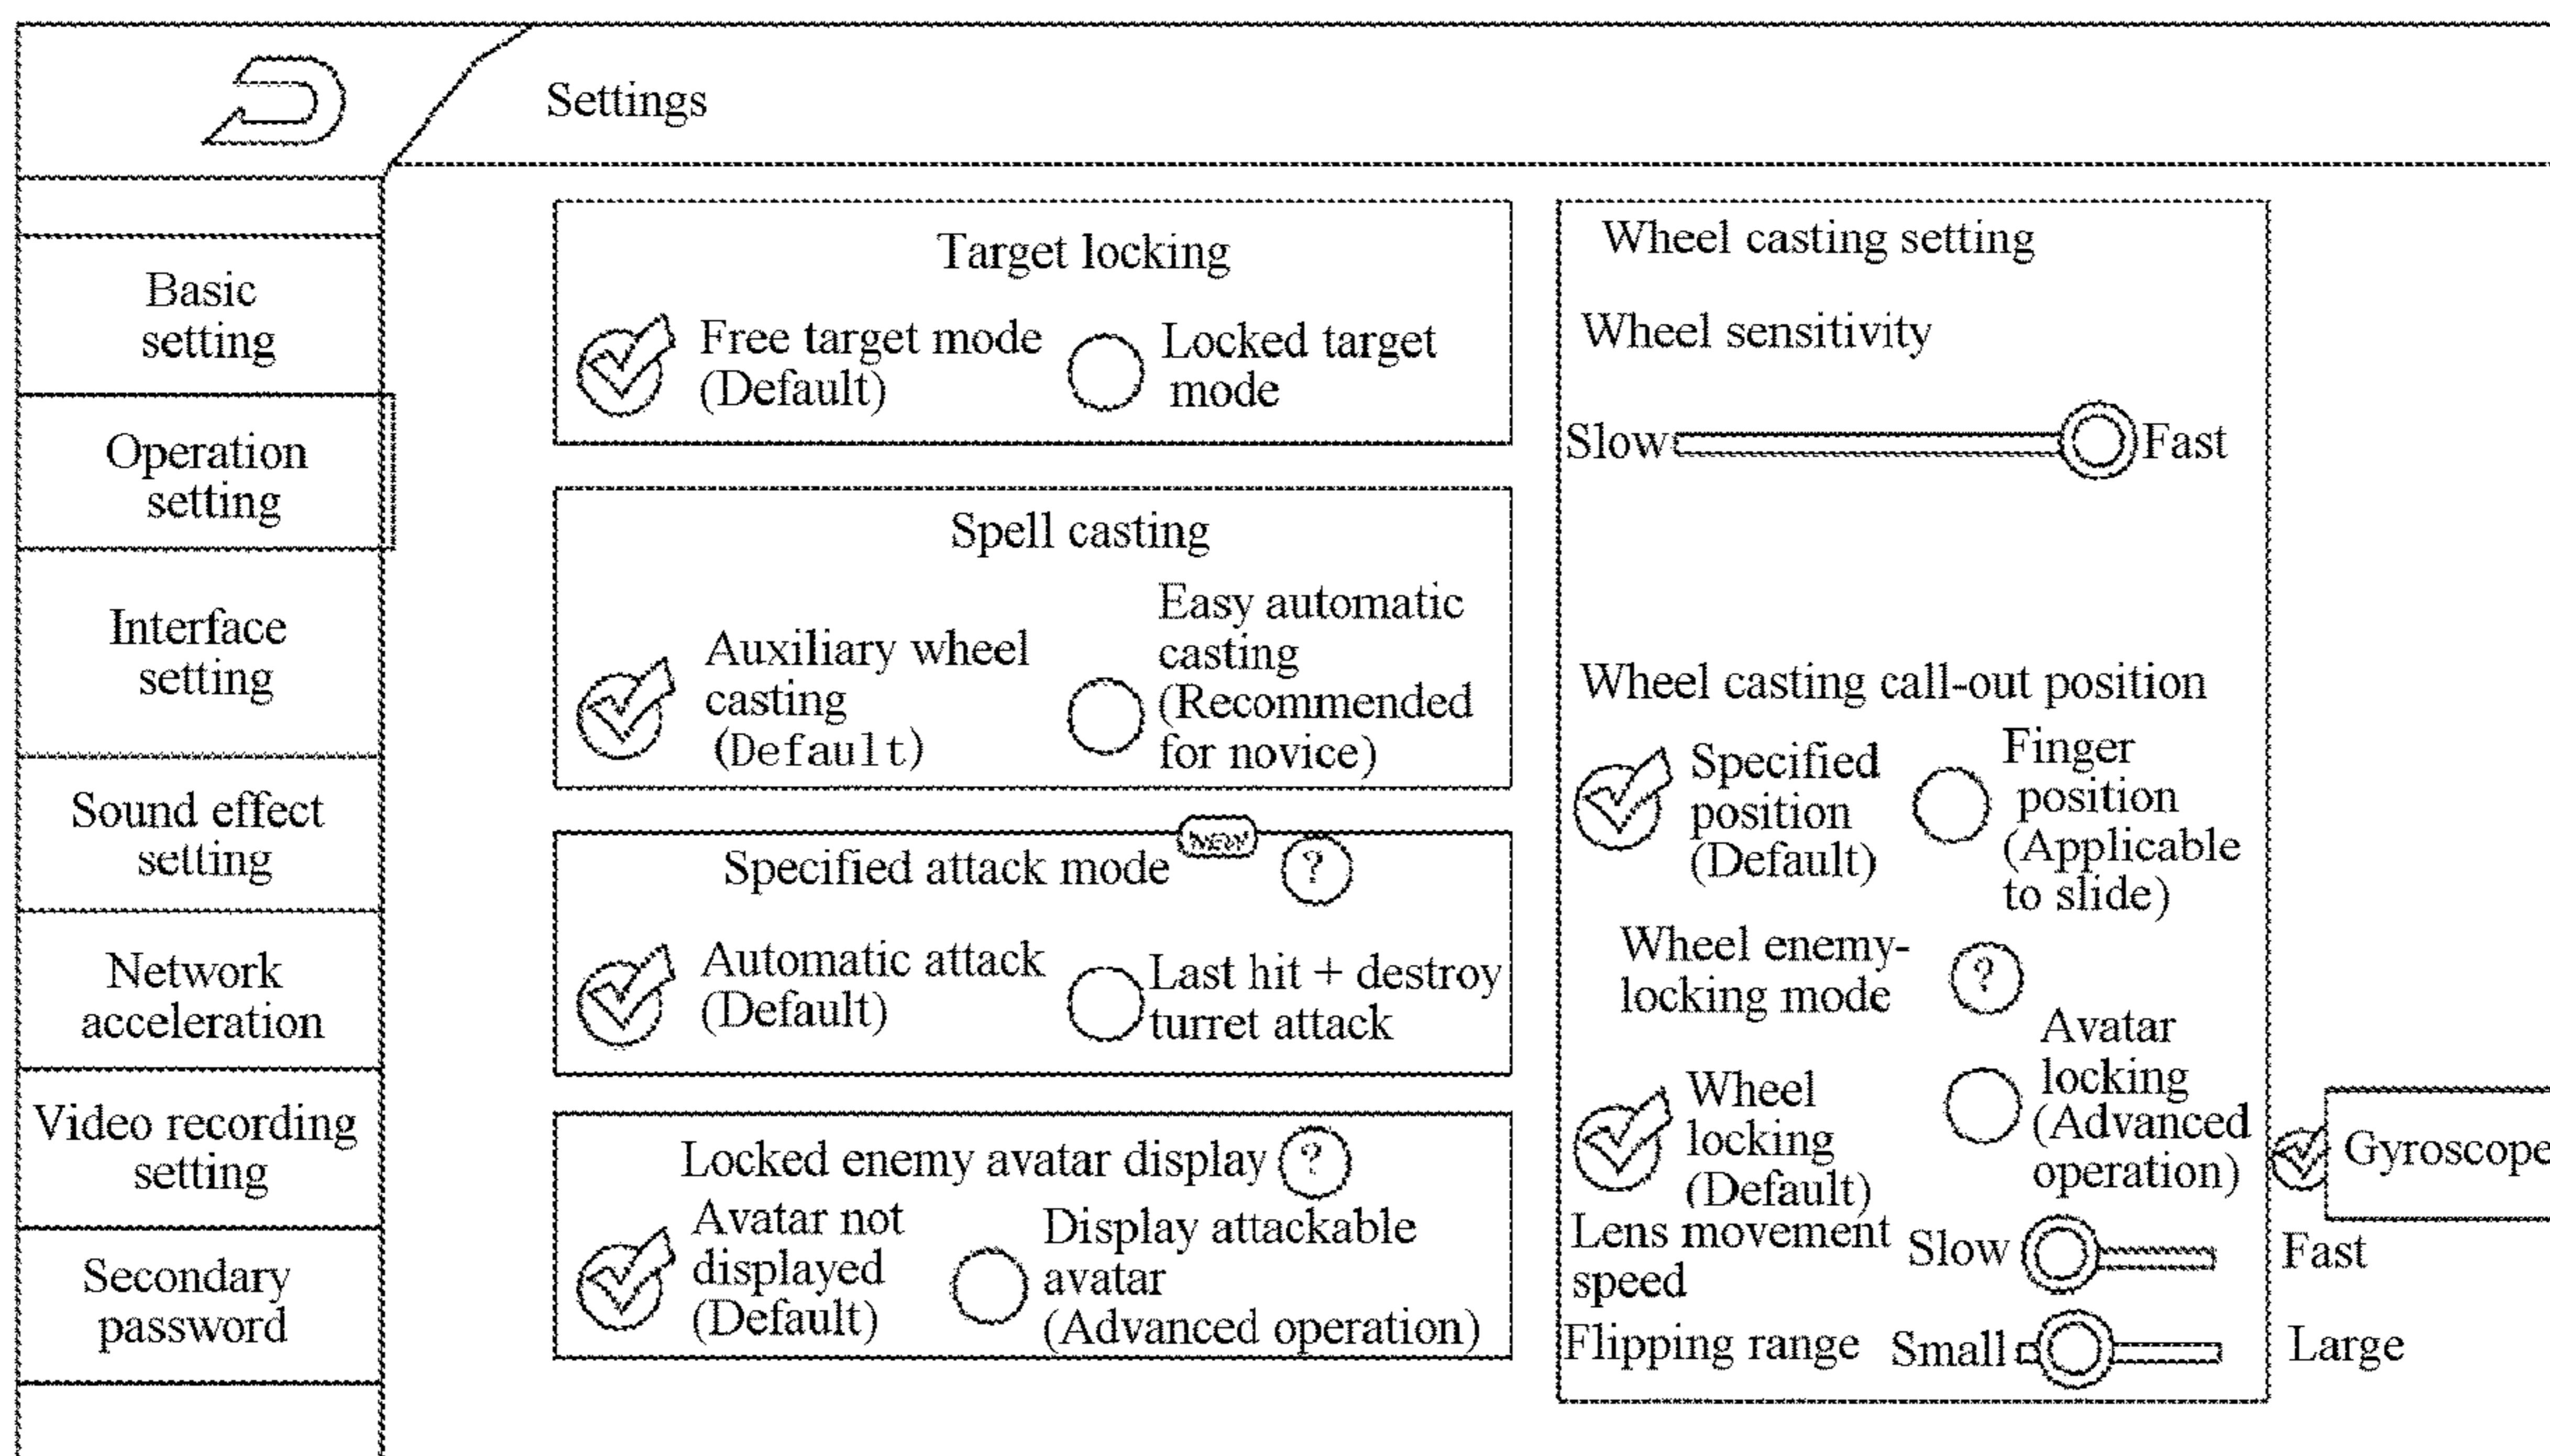 Settings
Basic
setting
Operation
setting
Interface
setting
Sound effect
setting
Network
acceleration
Video recording
setting
Secondary
password
Target locking
Free target mode
(Default)
Locked target
mode
Spell casting
Auxiliary wheel
casting
(Default)
Easy automatic
casting
(Recommended
for novice)
Specified attack mode
NEW
?
Automatic attack
(Default)
Last hit + destroy
turret attack
Locked enemy avatar display
?
Avatar not
displayed
(Default)
Display attackable
avatar
(Advanced operation)
Wheel casting setting
Wheel sensitivity
Slow
Fast
Wheel casting call-out position
Specified
position
(Default)
Finger
position
(Applicable
to slide)
Wheel enemy-
locking mode
?
Wheel
locking
(Default)
Avatar
locking
(Advanced
operation)
Gyroscope
Lens movement
speed
Slow
Fast
Flipping range
Small
Large